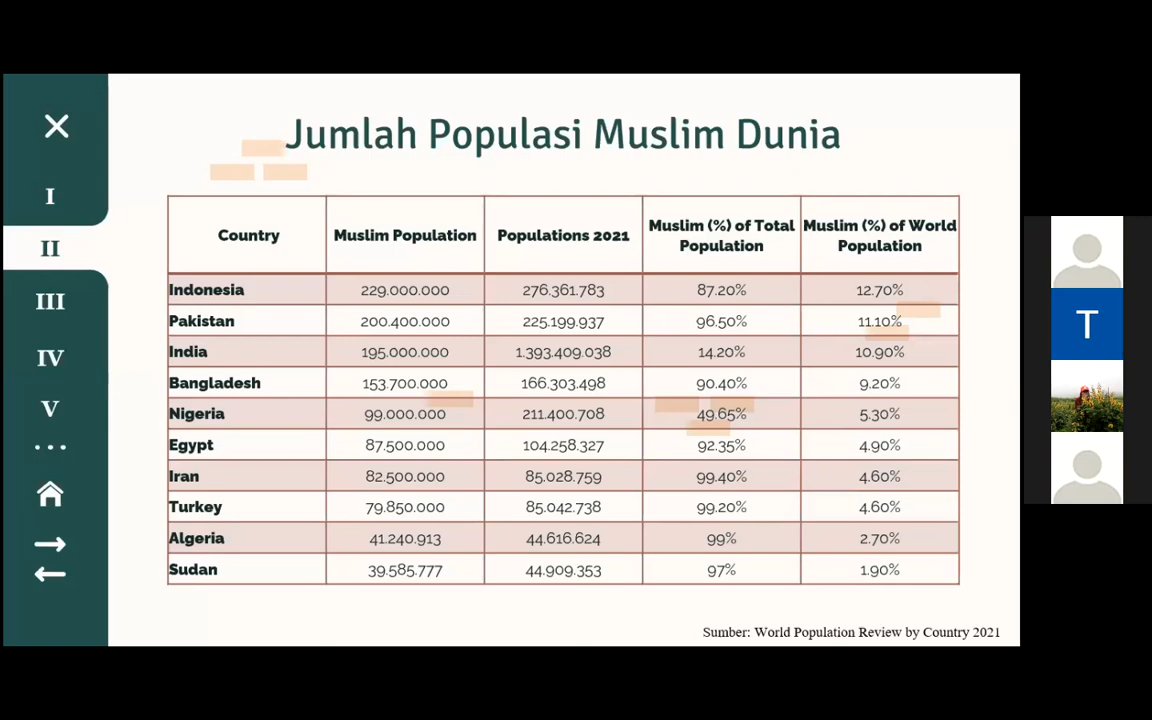 Jumlah Populasi Muslim Dunia
I
II
III
IV
V
...
Country Muslim Population Populations 2021 Muslim (%) of Total Population Muslim (%) of World Population
Indonesia 229.000.000 276.361.783 87.20% 12.70%
Pakistan 200.400.000 225.199.937 96.50% 11.10%
India 195.000.000 1.393.409.038 14.20% 10.90%
Bangladesh 153.700.000 166.303.498 90.40% 9.20%
Nigeria 99.000.000 211.400.708 49.65% 5.30%
Egypt 87.500.000 104.258.327 92.35% 4.90%
Iran 82.500.000 85.028.759 99.40% 4.60%
Turkey 79.850.000 85.042.738 99.20% 4.60%
Algeria 41.240.913 44.616.624 99% 2.70%
Sudan 39.585.777 44.909.353 97% 1.90%
Sumber: World Population Review by Country 2021
T